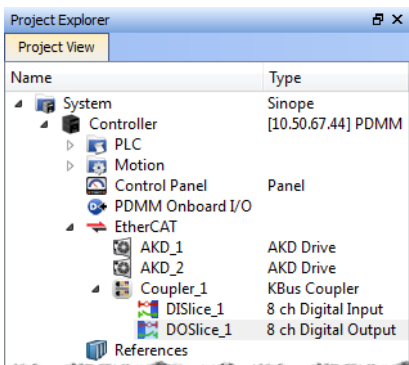 Project Explorer
Project View
Name Type
System Sinope
Controller [10.50.67.44] PDMM
PLC
Motion
Control Panel Panel
PDMM Onboard I/O
EtherCAT
AKD_1 AKD Drive
AKD_2 AKD Drive
Coupler_1 KBus Coupler
DISlice_1 8 ch Digital Input
DOSlice_1 8 ch Digital Output
References